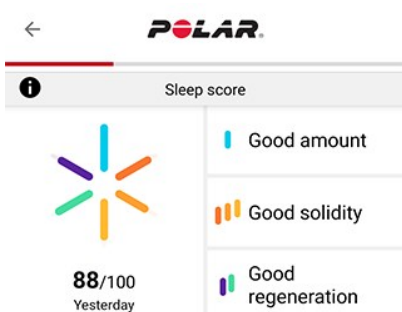 POLAR.
Sleep score
Good amount
Good solidity
88/100
Yesterday
Good
regeneration